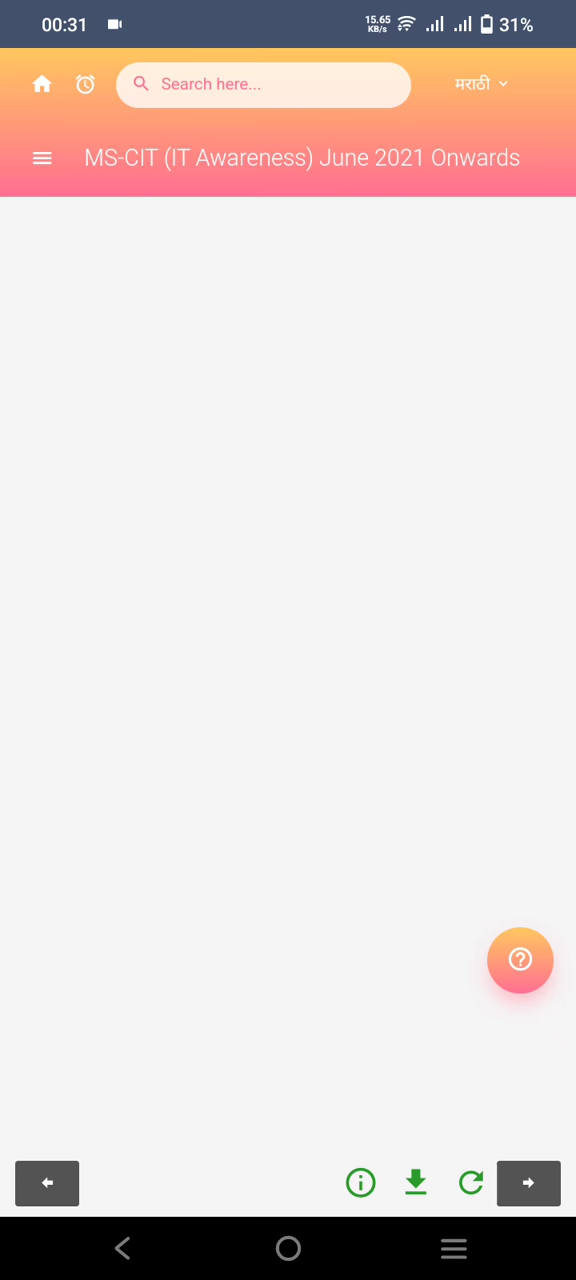 00:31
15.65
KB/s
31%
Search here...
मराठी
MS-CIT (IT Awareness) June 2021 Onwards